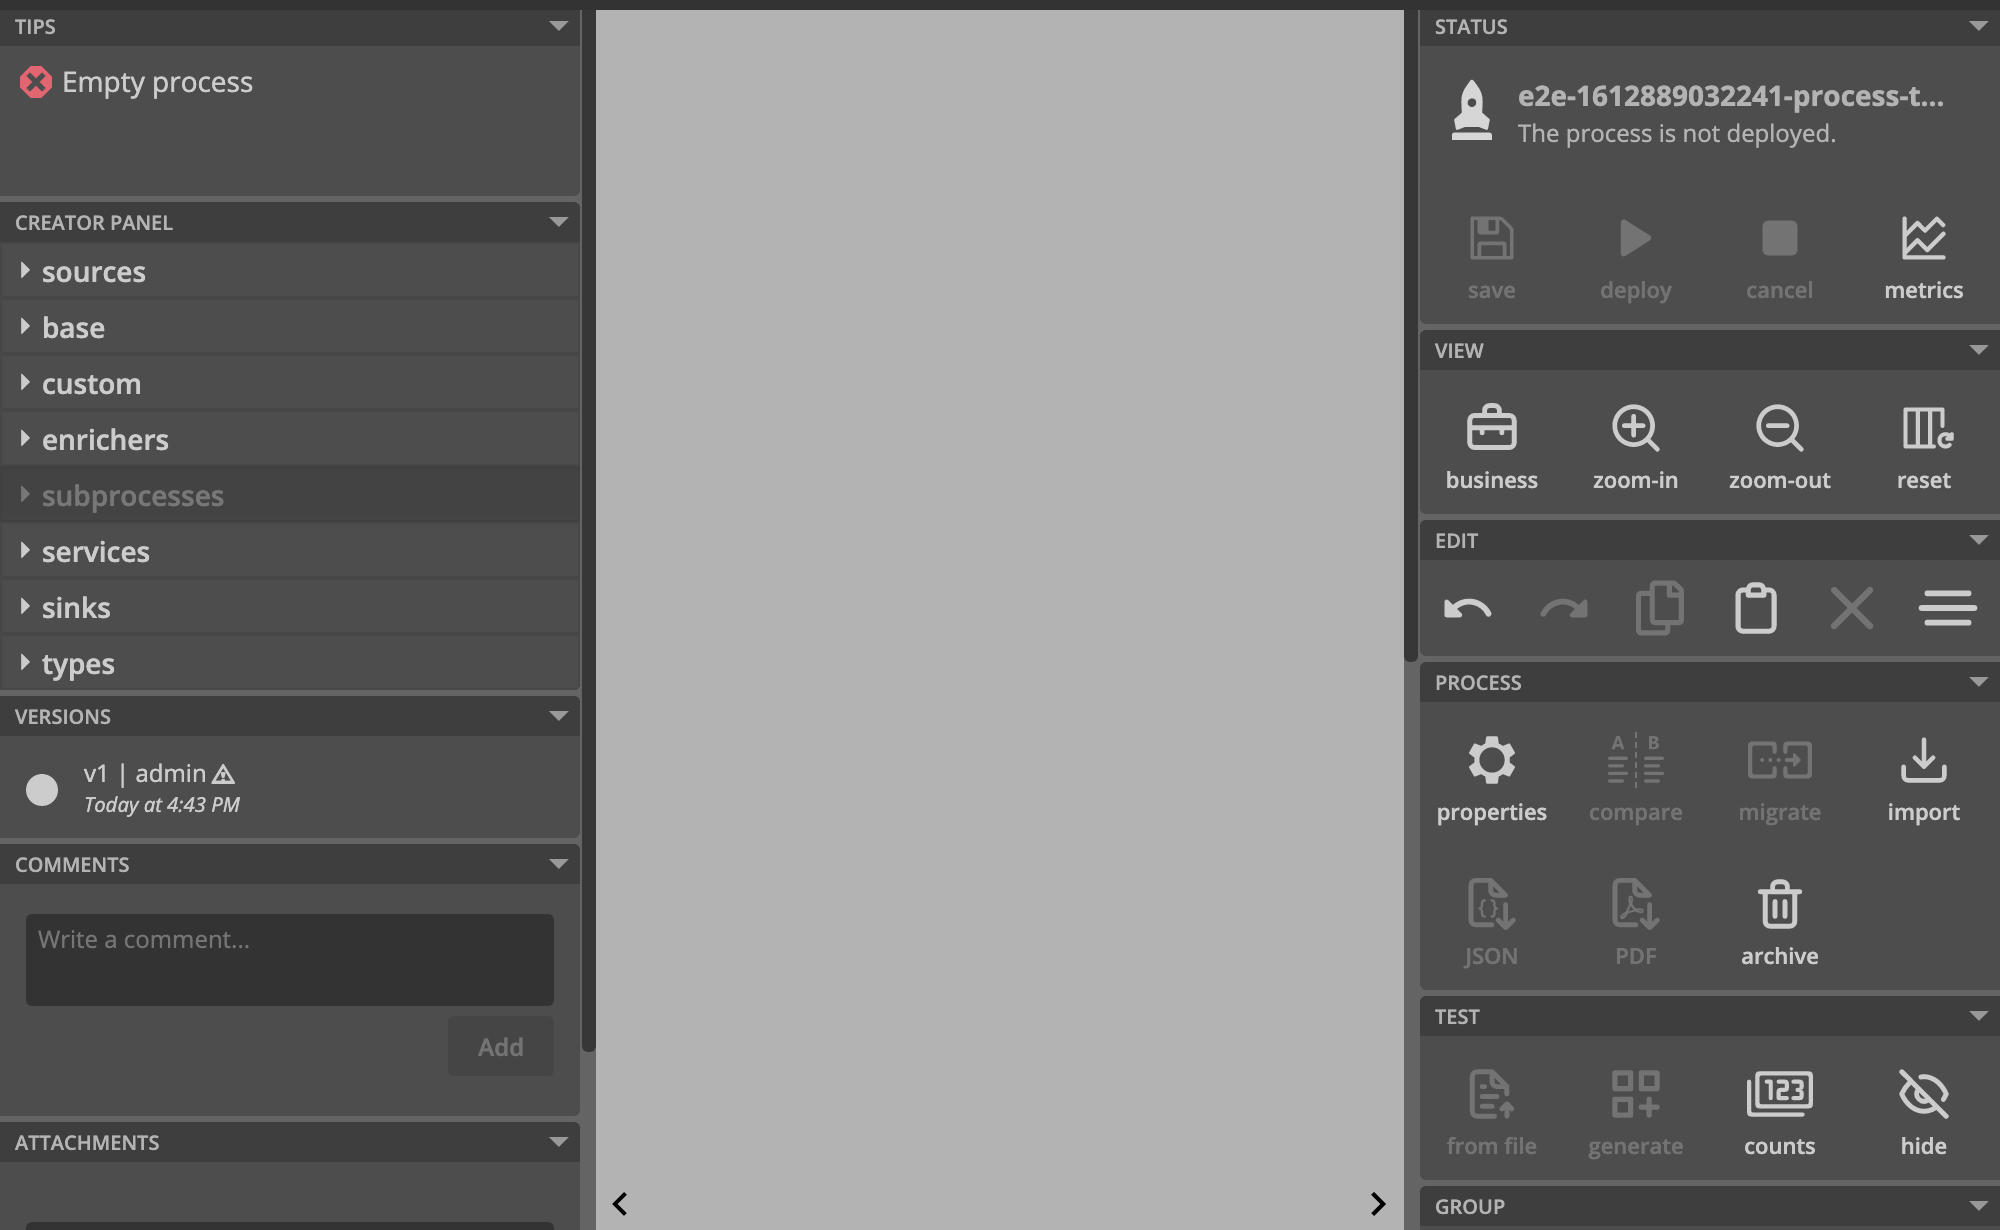 TIPS
Empty process
CREATOR PANEL
sources
base
custom
enrichers
subprocesses
services
sinks
types
VERSIONS
v1 | admin
Today at 4:43 PM
COMMENTS
Write a comment...
Add
ATTACHMENTS
STATUS
e2e-1612889032241-process-t...
The process is not deployed.
save deploy cancel metrics
VIEW
business zoom-in zoom-out reset
EDIT
PROCESS
A B
properties compare migrate import
JSON PDF archive
TEST
123
from file generate counts hide
GROUP